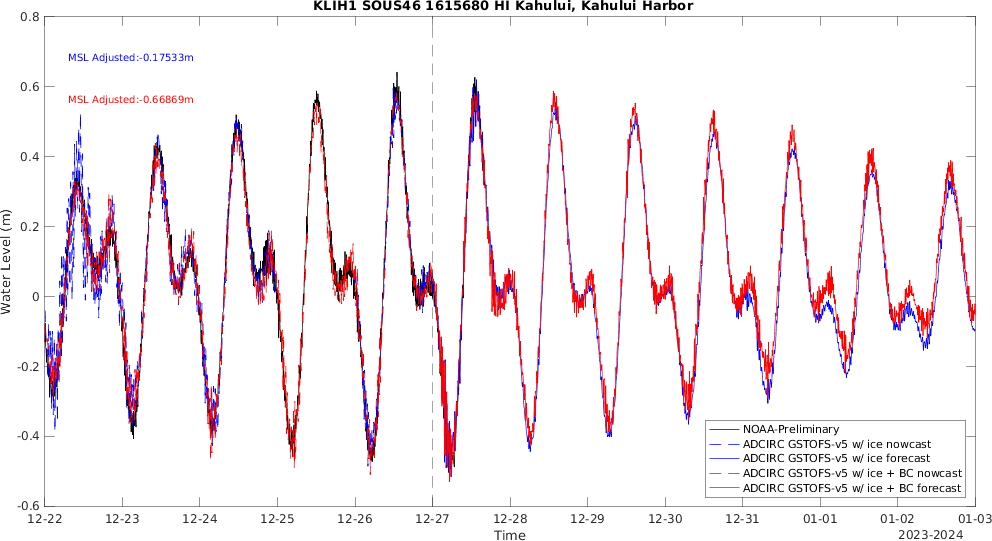 KLIH1 SOUS46 1615680 HI Kahului, Kahului Harbor
MSL Adjusted:-0.17533m
MSL Adjusted:-0.66869m
Water Level (m)
0.8
0.6
0.4
0.2
0
-0.2
-0.4
-0.6
NOAA-Preliminary
ADCIRC GSTOFS-v5 w/ ice nowcast
ADCIRC GSTOFS-v5 w/ ice forecast
ADCIRC GSTOFS-v5 w/ ice + BC nowcast
ADCIRC GSTOFS-v5 w/ ice + BC forecast
12-22 12-23 12-24 12-25 12-26 12-27 12-28 12-29 12-30 12-31 01-01 01-02 01-03
Time
2023-2024